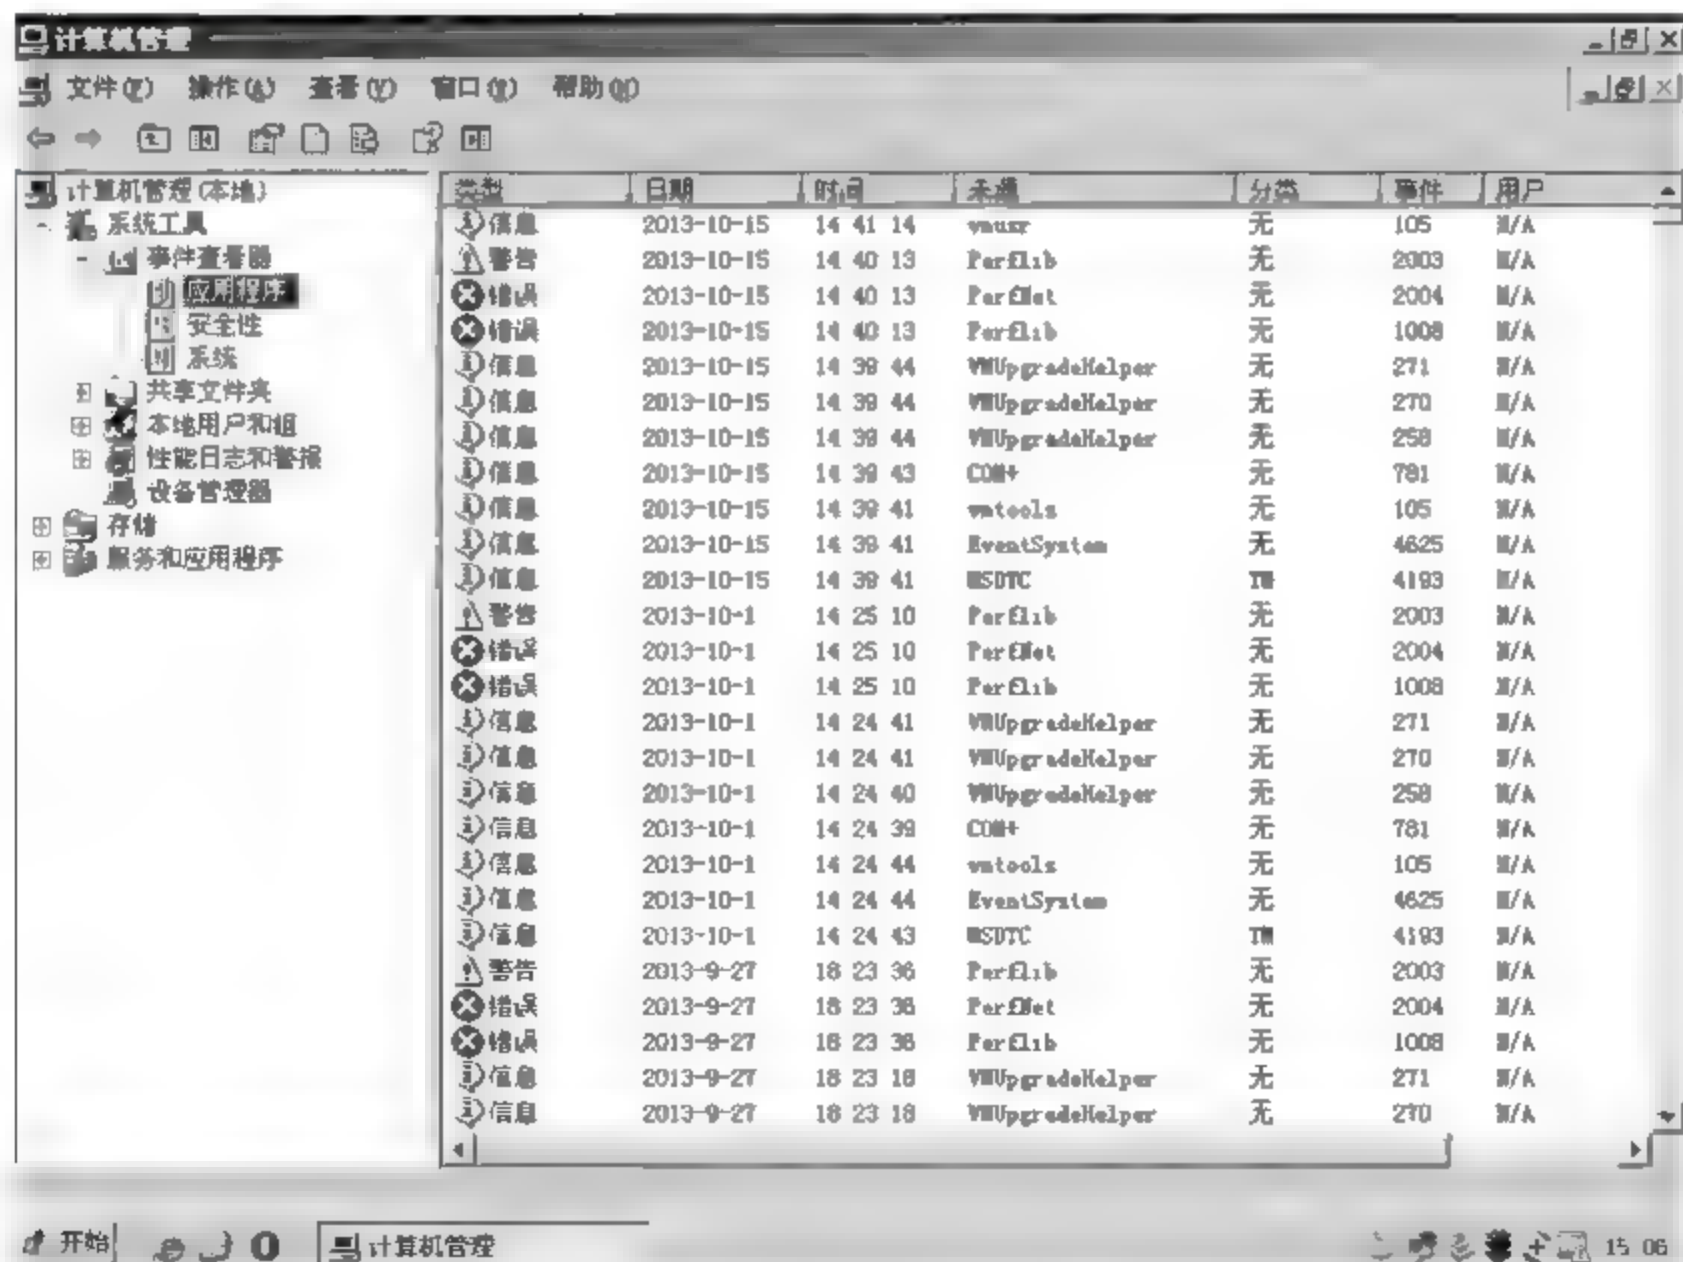 计算机管理
文件(F) 操作(A) 查看(V) 窗口(W) 帮助(H)
计算机管理(本地)
系统工具
事件查看器
应用程序
安全性
系统
共享文件夹
本地用户和组
性能日志和警报
设备管理器
存储
服务和应用程序
类型 日期 时间 来源 分类 事件 用户
信息 2013-10-15 14 41 14 vmusr 无 105 N/A
警告 2013-10-15 14 40 13 Perflib 无 2003 N/A
错误 2013-10-15 14 40 13 PerfNet 无 2004 N/A
错误 2013-10-15 14 40 13 Perflib 无 1008 N/A
信息 2013-10-15 14 39 44 VMUpgradeHelper 无 271 N/A
信息 2013-10-15 14 39 44 VMUpgradeHelper 无 270 N/A
信息 2013-10-15 14 39 44 VMUpgradeHelper 无 258 N/A
信息 2013-10-15 14 39 43 COM+ 无 781 N/A
信息 2013-10-15 14 39 41 vmtools 无 105 N/A
信息 2013-10-15 14 39 41 EventSystem 无 4625 N/A
信息 2013-10-15 14 39 41 MSDTC TM 4193 N/A
警告 2013-10-1 14 25 10 Perflib 无 2003 N/A
错误 2013-10-1 14 25 10 PerfNet 无 2004 N/A
错误 2013-10-1 14 25 10 Perflib 无 1008 N/A
信息 2013-10-1 14 24 41 VMUpgradeHelper 无 271 N/A
信息 2013-10-1 14 24 41 VMUpgradeHelper 无 270 N/A
信息 2013-10-1 14 24 40 VMUpgradeHelper 无 258 N/A
信息 2013-10-1 14 24 39 COM+ 无 781 N/A
信息 2013-10-1 14 24 44 vmtools 无 105 N/A
信息 2013-10-1 14 24 44 EventSystem 无 4625 N/A
信息 2013-10-1 14 24 43 MSDTC TM 4193 N/A
警告 2013-9-27 18 23 36 Perflib 无 2003 N/A
错误 2013-9-27 18 23 36 PerfNet 无 2004 N/A
错误 2013-9-27 18 23 36 Perflib 无 1008 N/A
信息 2013-9-27 18 23 18 VMUpgradeHelper 无 271 N/A
信息 2013-9-27 18 23 18 VMUpgradeHelper 无 270 N/A
开始 计算机管理 15 06